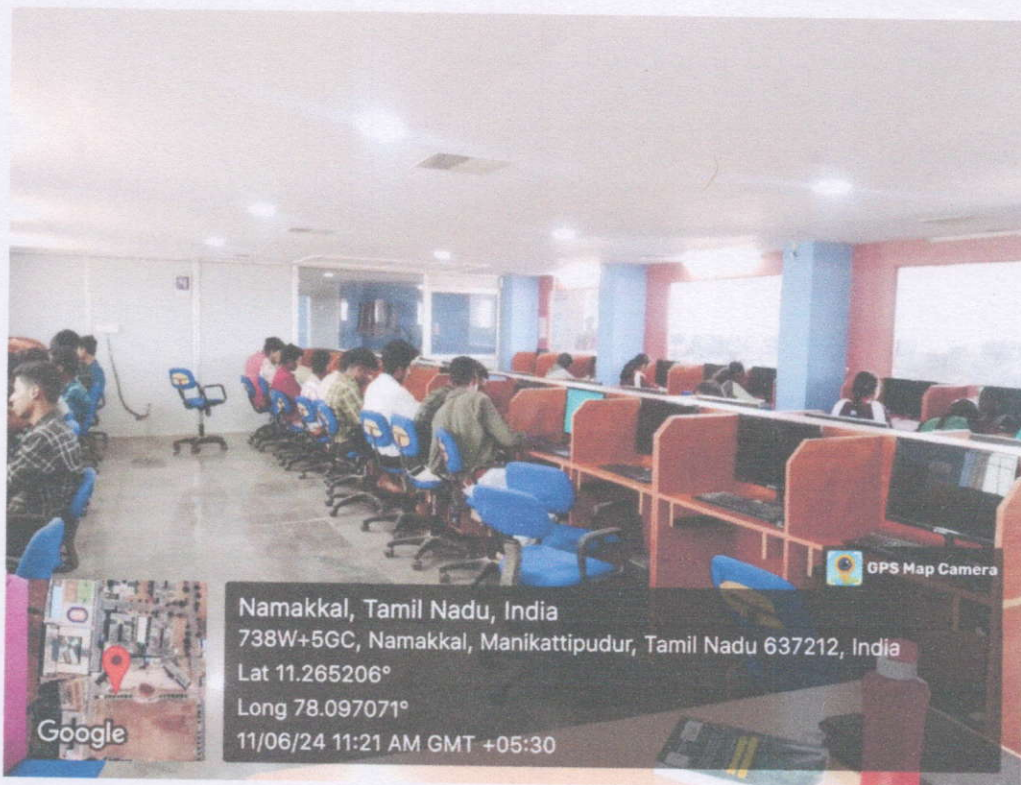 GPS Map Camera
Namakkal, Tamil Nadu, India
738W+5GC, Namakkal, Manikattipudur, Tamil Nadu 637212, India
Lat 11.265206°
Long 78.097071°
11/06/24 11:21 AM GMT +05:30
Google